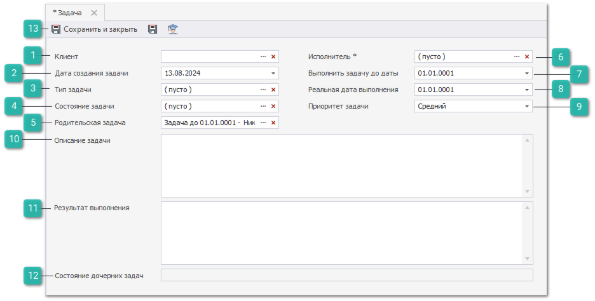 * Задача
13 Сохранить и закрыть
1 Клиент
2 Дата создания задачи 13.08.2024
3 Тип задачи ( пусто )
4 Состояние задачи ( пусто )
5 Родительская задача Задача до 01.01.0001 - Ник
Исполнитель * ( пусто ) 6
Выполнить задачу до даты 01.01.0001 7
Реальная дата выполнения 01.01.0001 8
Приоритет задачи Средний 9
10 Описание задачи
11 Результат выполнения
12 Состояние дочерних задач